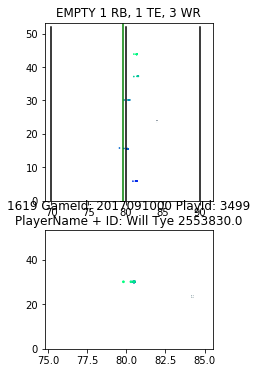 EMPTY 1 RB, 1 TE, 3 WR
50
40
30
20
10
0
70 75 80 85 90
1619 GameId: 2017091000 PlayId: 3499
PlayerName + ID: Will Tye 2553830.0
40
20
0
75.0 77.5 80.0 82.5 85.0